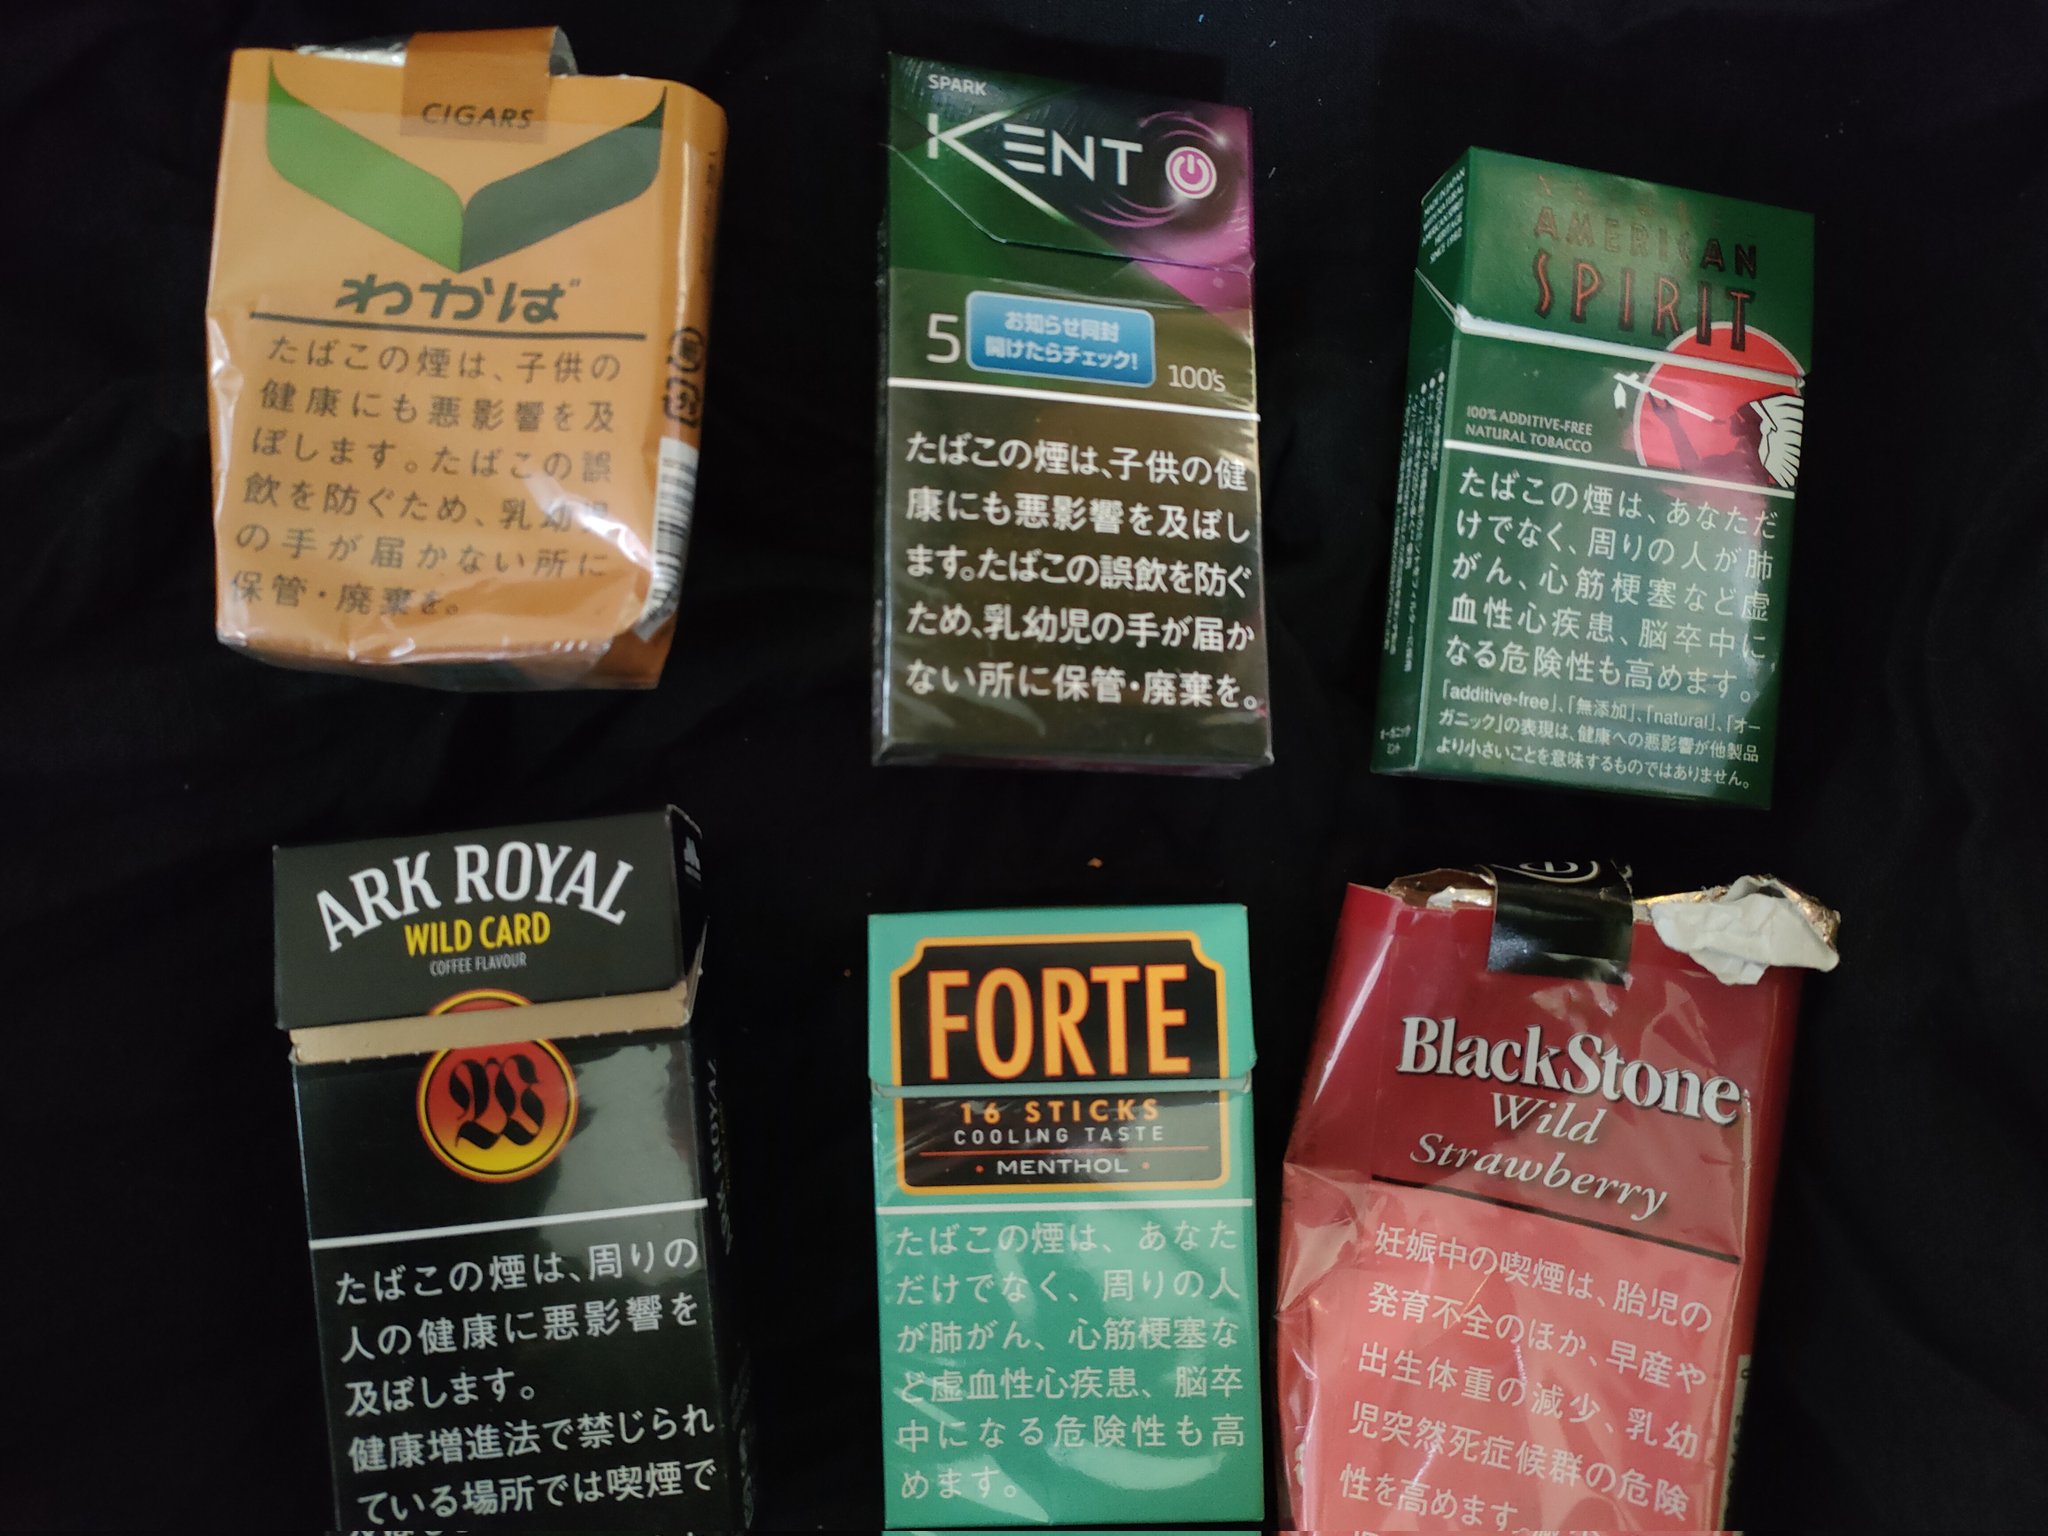 CIGARS
わかば
たばこの煙は、子供の
健康にも悪影響を及
ぼします。たばこの誤
飲を防ぐため、乳幼児
の手が届かない所に
保管・廃棄を。
SPARK
KENT
5
お知らせ同封
開けたらチェック!
100's
たばこの煙は、子供の健
康にも悪影響を及ぼし
ます。たばこの誤飲を防ぐ
ため、乳幼児の手が届か
ない所に保管・廃棄を。
AMERICAN
SPIRIT
100% ADDITIVE-FREE
NATURAL TOBACCO
たばこの煙は、あなただ
けでなく、周りの人が肺
がん、心筋梗塞など虚
血性心疾患、脳卒中に
なる危険性も高めます。
「additive-free」、「無添加」、「natural」、「オー
ガニック」の表現は、健康への悪影響が他製品
より小さいことを意味するものではありません。
オーガニック
ミント
ARK ROYAL
WILD CARD
COFFEE FLAVOUR
W
たばこの煙は、周りの
人の健康に悪影響を
及ぼします。
健康増進法で禁じられ
ている場所では喫煙で
FORTE
16 STICKS
COOLING TASTE
・MENTHOL・
たばこの煙は、あなた
だけでなく、周りの人
が肺がん、心筋梗塞な
ど虚血性心疾患、脳卒
中になる危険性も高
めます。
BlackStone
Wild
Strawberry
妊娠中の喫煙は、胎児の
発育不全のほか、早産や
出生体重の減少、乳幼
児突然死症候群の危険
性を高めます。